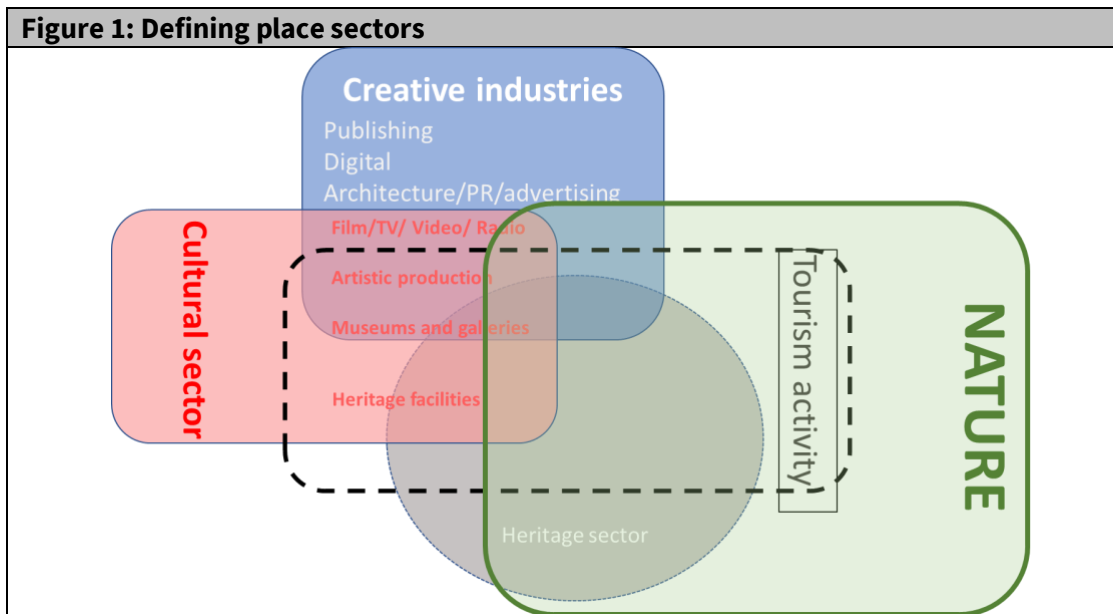 Figure 1: Defining place sectors
Creative industries
Publishing
Digital
Architecture/PR/advertising
Film/TV/ Video/ Radio
Artistic production
Museums and galleries
Heritage facilities
Cultural sector
Tourism activity
NATURE
Heritage sector